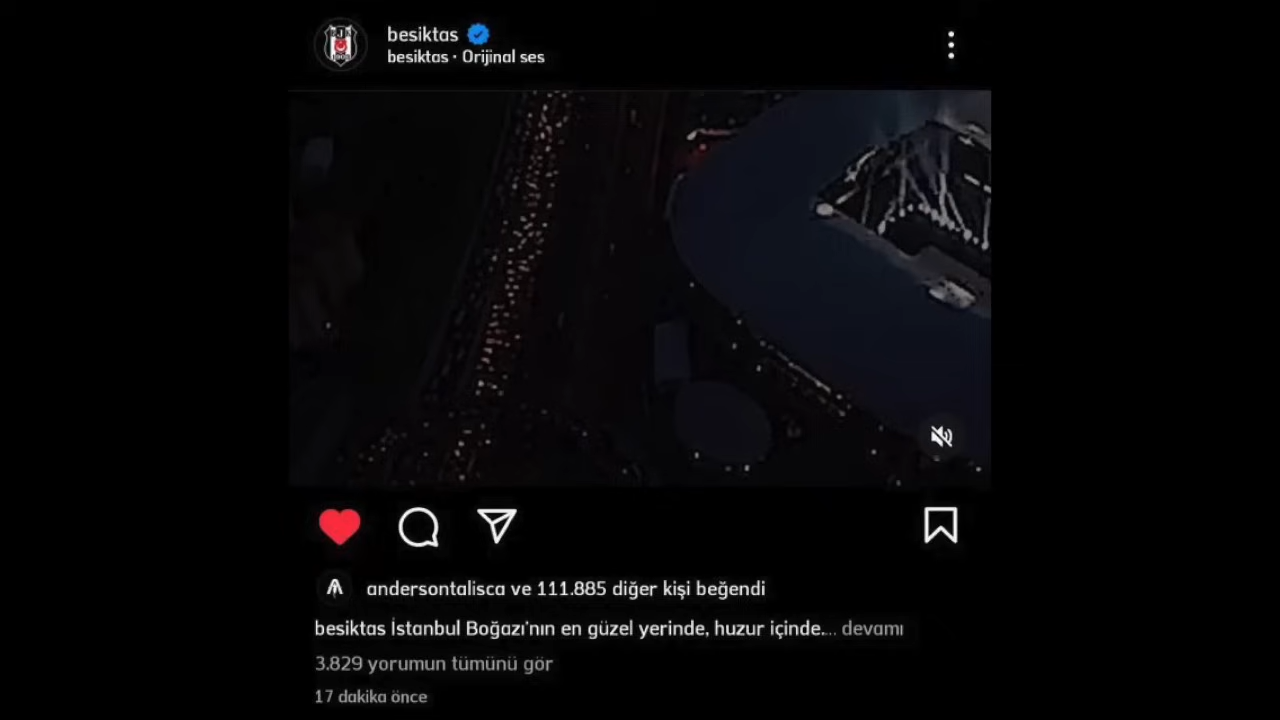 besiktas
besiktas · Orijinal ses
andersontalisca ve 111.885 diğer kişi beğendi
besiktas İstanbul Boğazı'nın en güzel yerinde, huzur içinde.... devamı
3.829 yorumun tümünü gör
17 dakika önce